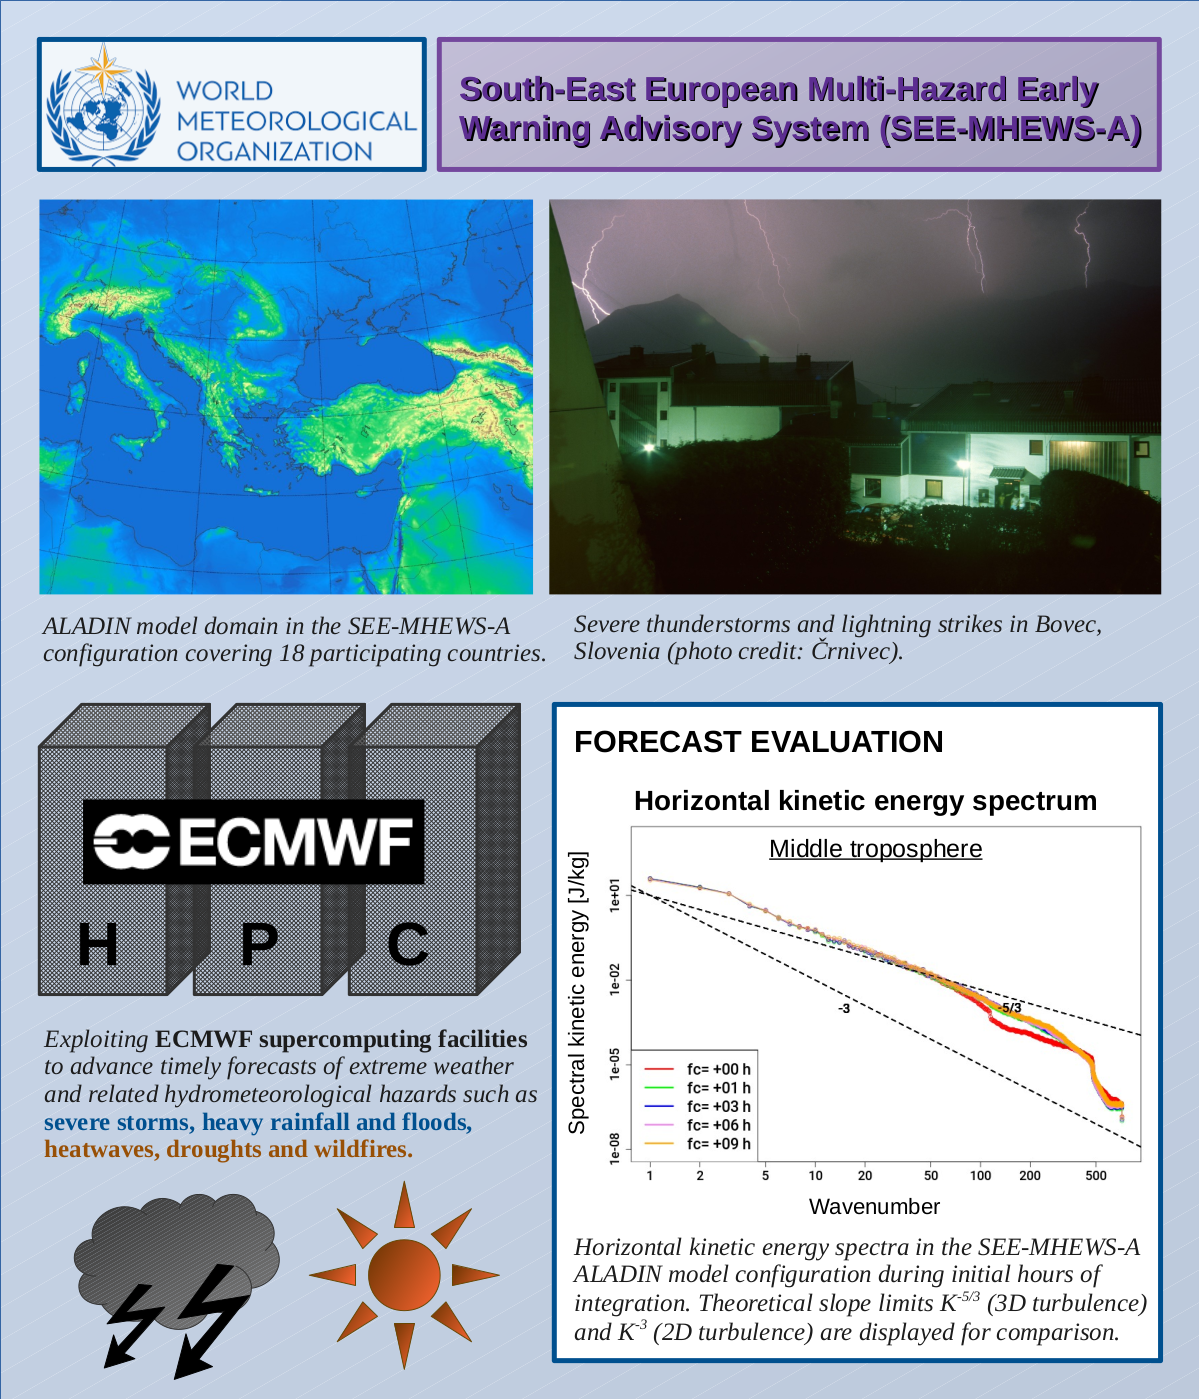 WORLD
METEOROLOGICAL
ORGANIZATION
South-East European Multi-Hazard Early
Warning Advisory System (SEE-MHEWS-A)
ALADIN model domain in the SEE-MHEWS-A
configuration covering 18 participating countries.
Severe thunderstorms and lightning strikes in Bovec,
Slovenia (photo credit: Črnivec).
ECMWF
H P C
Exploiting ECMWF supercomputing facilities
to advance timely forecasts of extreme weather
and related hydrometeorological hazards such as
severe storms, heavy rainfall and floods,
heatwaves, droughts and wildfires.
FORECAST EVALUATION
Horizontal kinetic energy spectrum
Middle troposphere
Spectral kinetic energy [J/kg]
1e+01
1e-02
1e-05
1e-08
-3
-5/3
fc= +00 h
fc= +01 h
fc= +03 h
fc= +06 h
fc= +09 h
1 2 5 10 20 50 100 200 500
Wavenumber
Horizontal kinetic energy spectra in the SEE-MHEWS-A
ALADIN model configuration during initial hours of
integration. Theoretical slope limits K-5/3 (3D turbulence)
and K-3 (2D turbulence) are displayed for comparison.